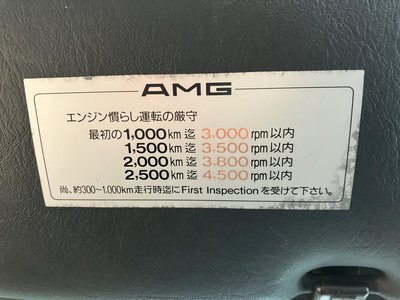 AMG
エンジン慣らし運転の厳守
最初の1,000km迄 3,000rpm以内
1,500km迄 3,500rpm以内
2,000km迄 3,800rpm以内
2,500km迄 4,500rpm以内
尚、約300~1,000km走行時迄にFirst Inspectionを受けて下さい。